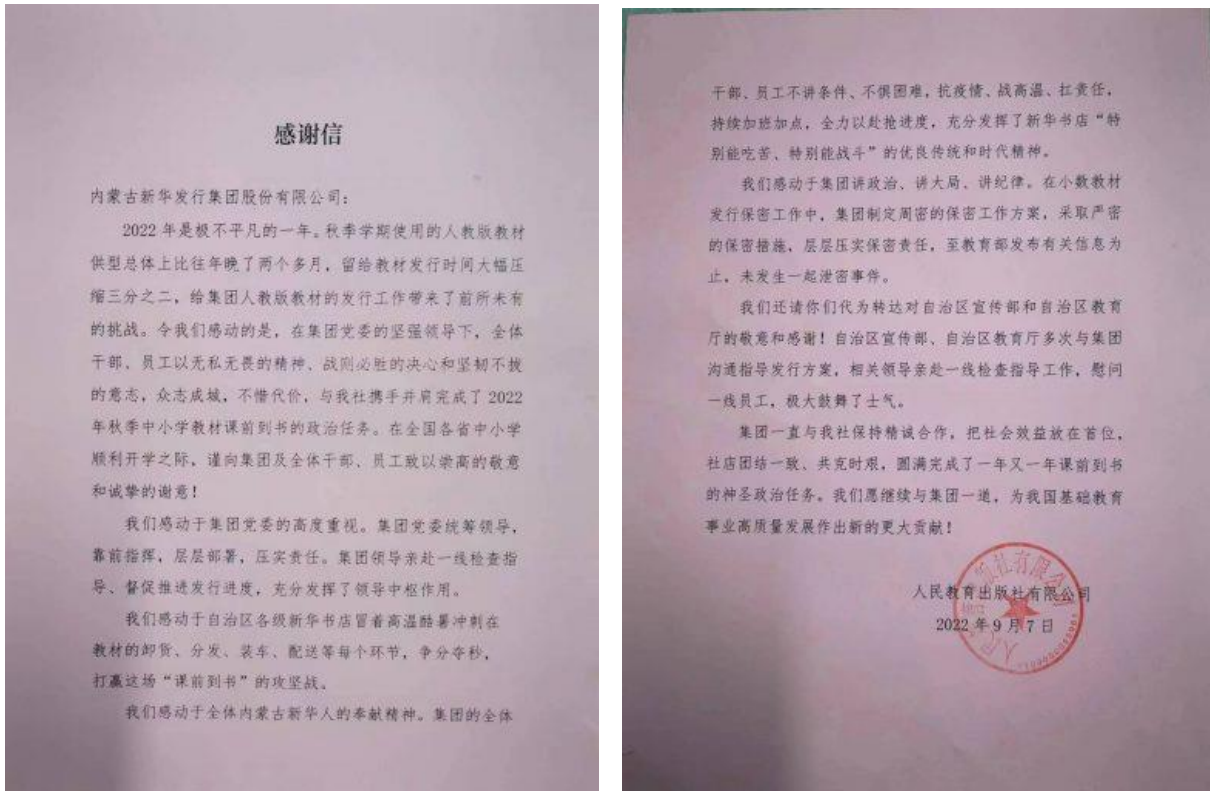 感谢信
内蒙古新华发行集团股份有限公司：
2022年是极不平凡的一年。秋季学期使用的人教版教材
供型总体上比往年晚了两个多月，留给教材发行时间大幅压
缩三分之二，给集团人教版教材的发行工作带来了前所未有
的挑战。令我们感动的是，在集团党委的坚强领导下，全体
干部、员工以无私无畏的精神、战则必胜的决心和坚韧不拔
的意志，众志成城，不惜代价，与我社携手并肩完成了2022
年秋季中小学教材课前到书的政治任务。在全国各省中小学
顺利开学之际，谨向集团及全体干部、员工致以崇高的敬意
和诚挚的谢意！
我们感动于集团党委的高度重视。集团党委统筹领导，
靠前指挥，层层部署，压实责任。集团领导亲赴一线检查指
导、督促推进发行进度，充分发挥了领导中枢作用。
我们感动于自治区各级新华书店冒着高温酷暑冲刺在
教材的卸货、分发、装车、配送等每个环节，争分夺秒，
打赢这场“课前到书”的攻坚战。
我们感动于全体内蒙古新华人的奉献精神。集团的全体
干部、员工不讲条件、不惧困难，抗疫情、战高温、扛责任，
持续加班加点，全力以赴抢进度，充分发挥了新华书店“特
别能吃苦、特别能战斗”的优良传统和时代精神。
我们感动于集团讲政治、讲大局、讲纪律。在小数教材
发行保密工作中，集团制定周密的保密工作方案，采取严密
的保密措施，层层压实保密责任，至教育部发布有关信息为
止，未发生一起泄密事件。
我们还请你们代为转达对自治区宣传部和自治区教育
厅的敬意和感谢！自治区宣传部、自治区教育厅多次与集团
沟通指导发行方案，相关领导亲赴一线检查指导工作，慰问
一线员工，极大鼓舞了士气。
集团一直与我社保持精诚合作，把社会效益放在首位，
社店团结一致、共克时艰，圆满完成了一年又一年课前到书
的神圣政治任务。我们愿继续与集团一道，为我国基础教育
事业高质量发展作出新的更大贡献！
人民教育出版社有限公司
2022年9月7日